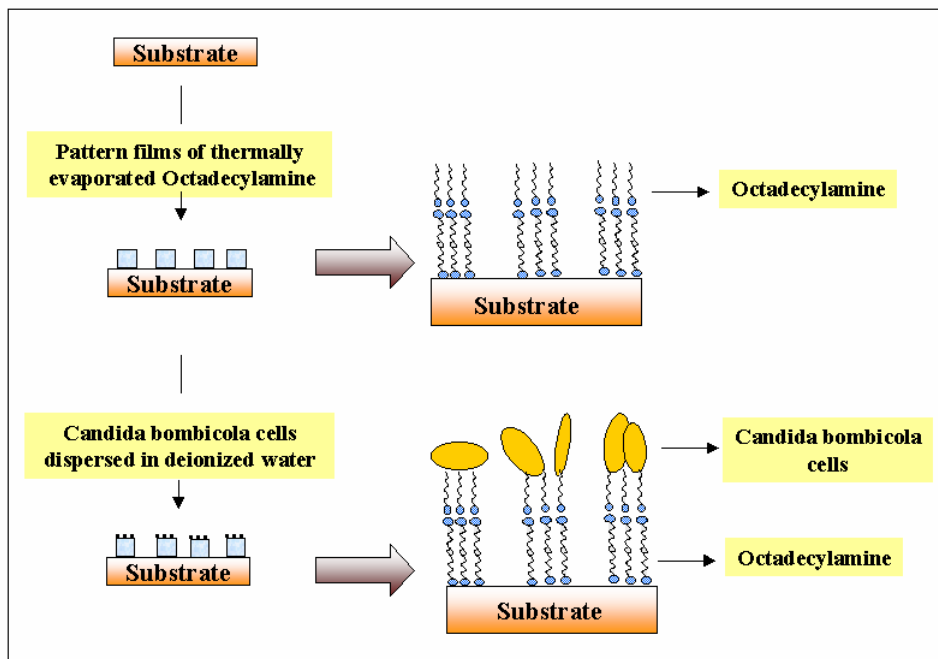 Substrate
Pattern films of thermally
evaporated Octadecylamine
Octadecylamine
Substrate
Substrate
Candida bombicola cells
dispersed in deionized water
Candida bombicola
cells
Octadecylamine
Substrate
Substrate